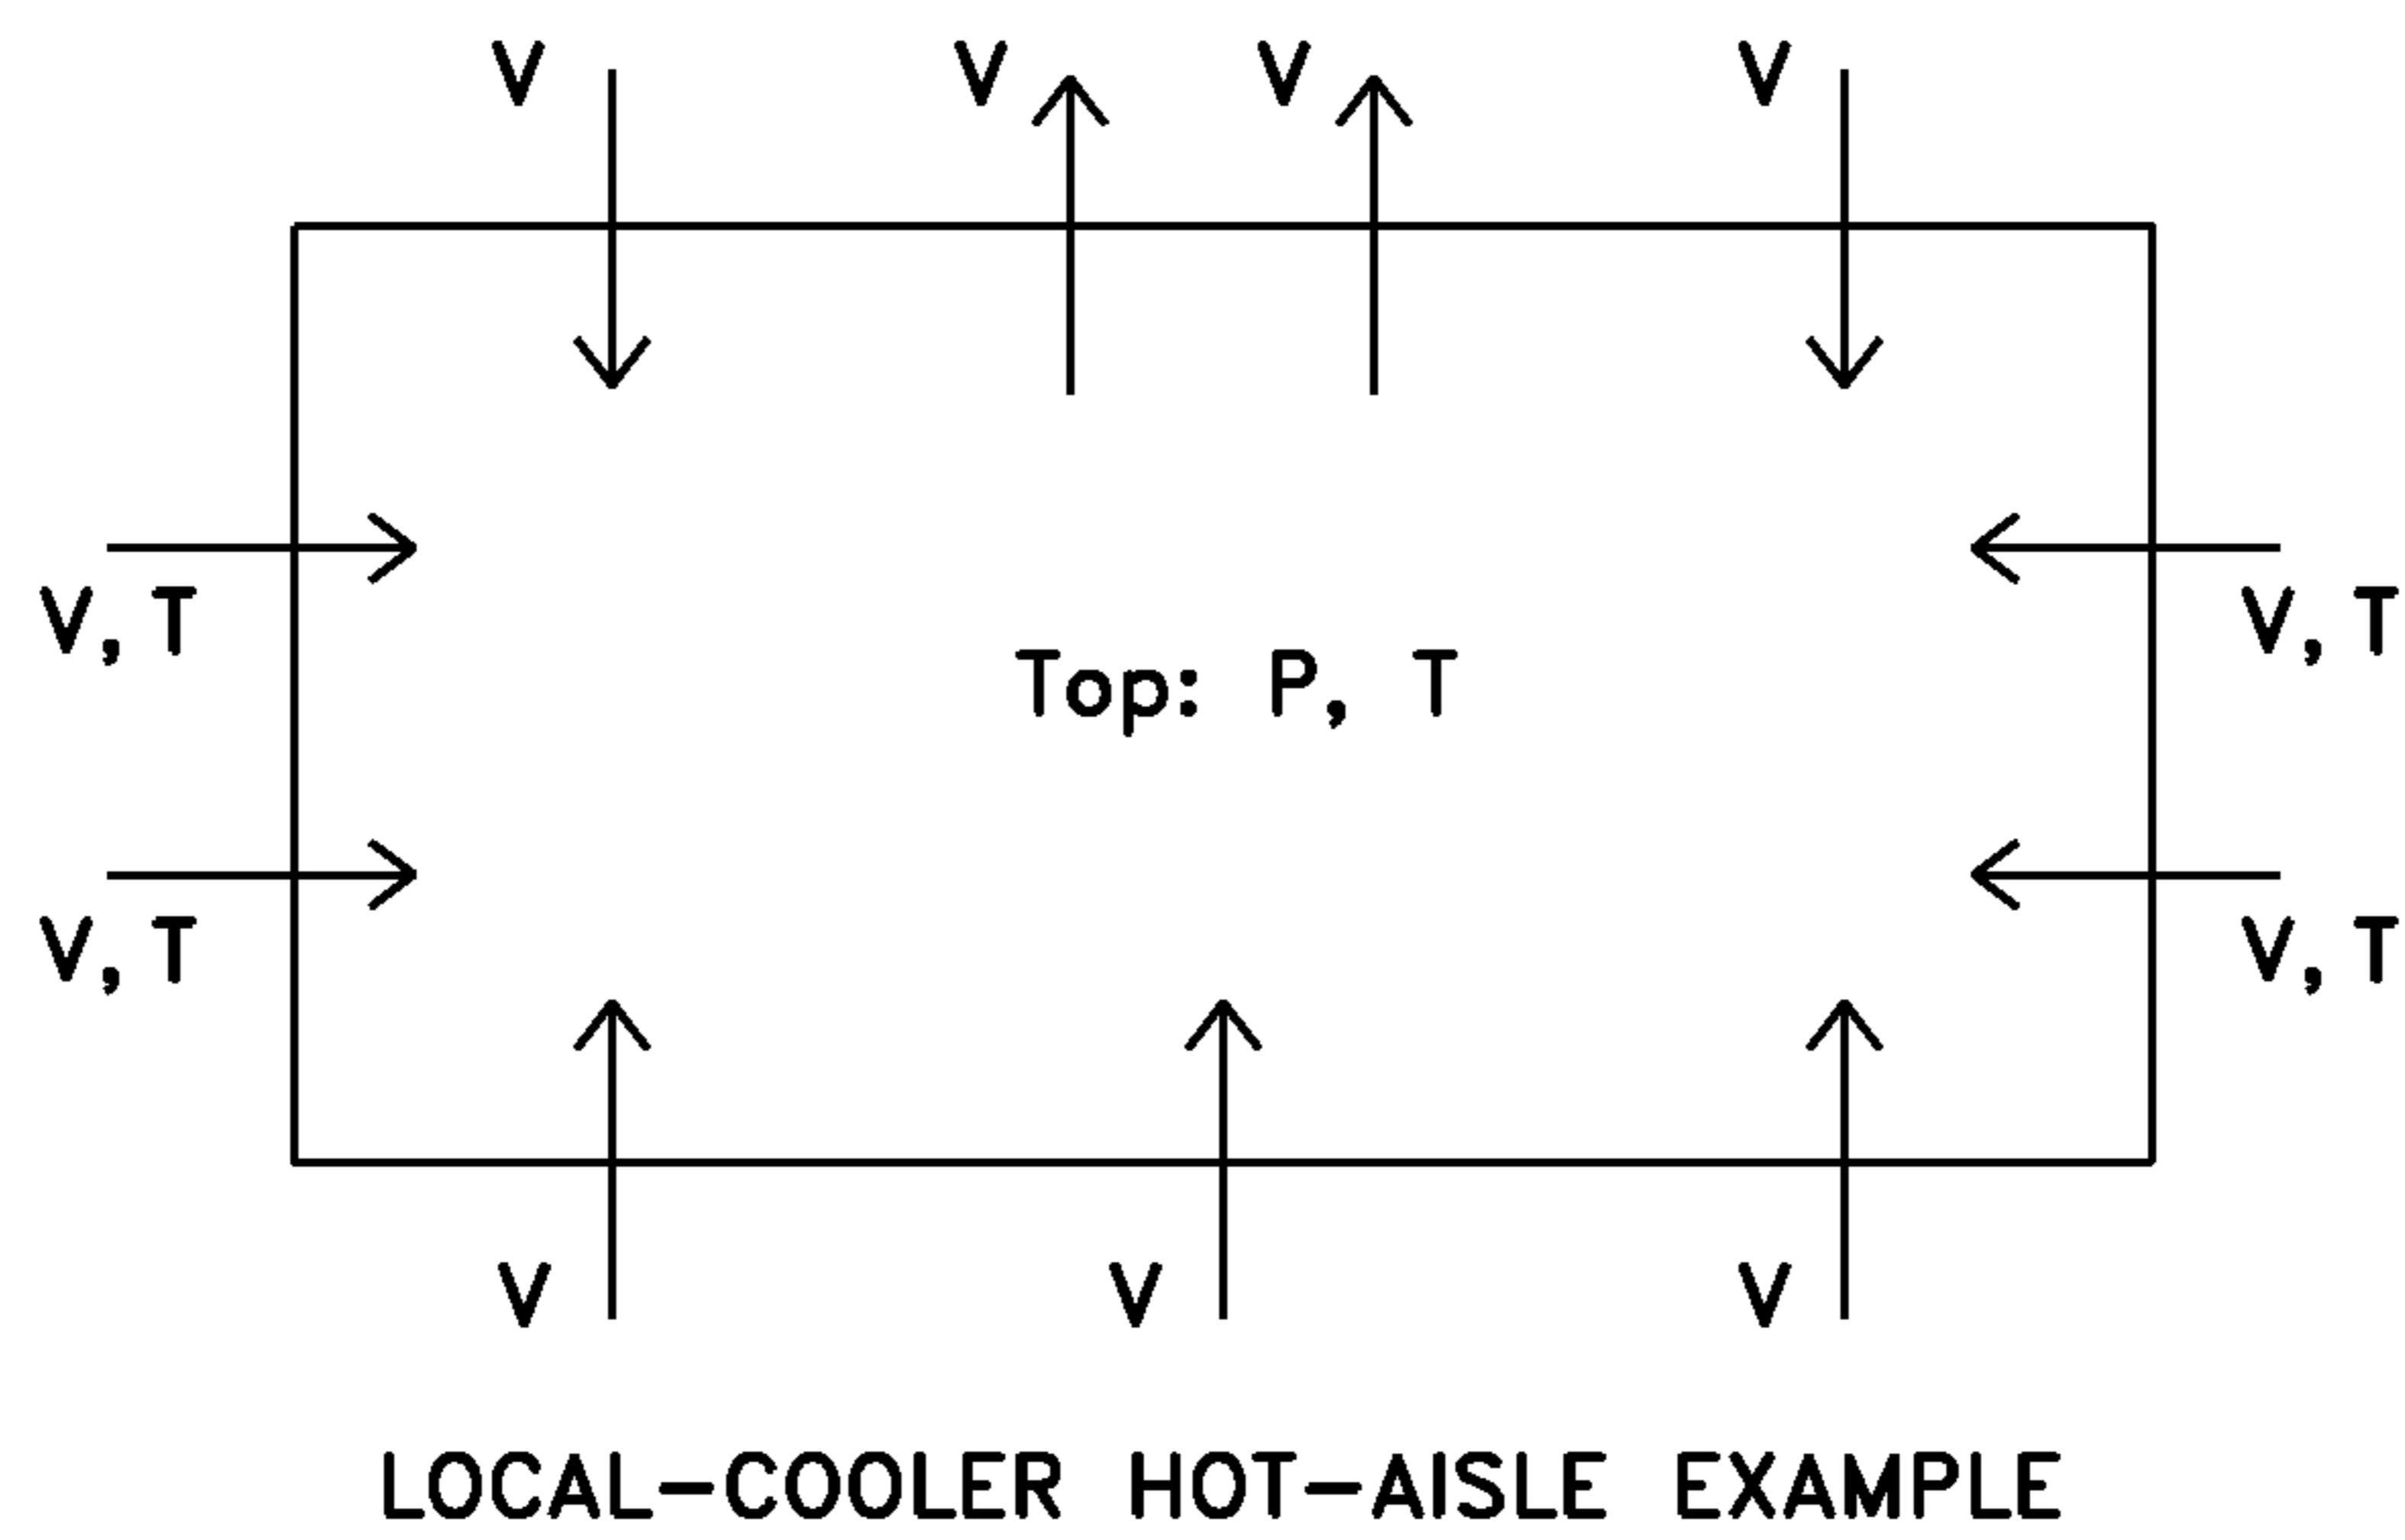 V V V V
V, T V, T
Top: P, T
V, T V, T
V V V
LOCAL-COOLER HOT-AISLE EXAMPLE